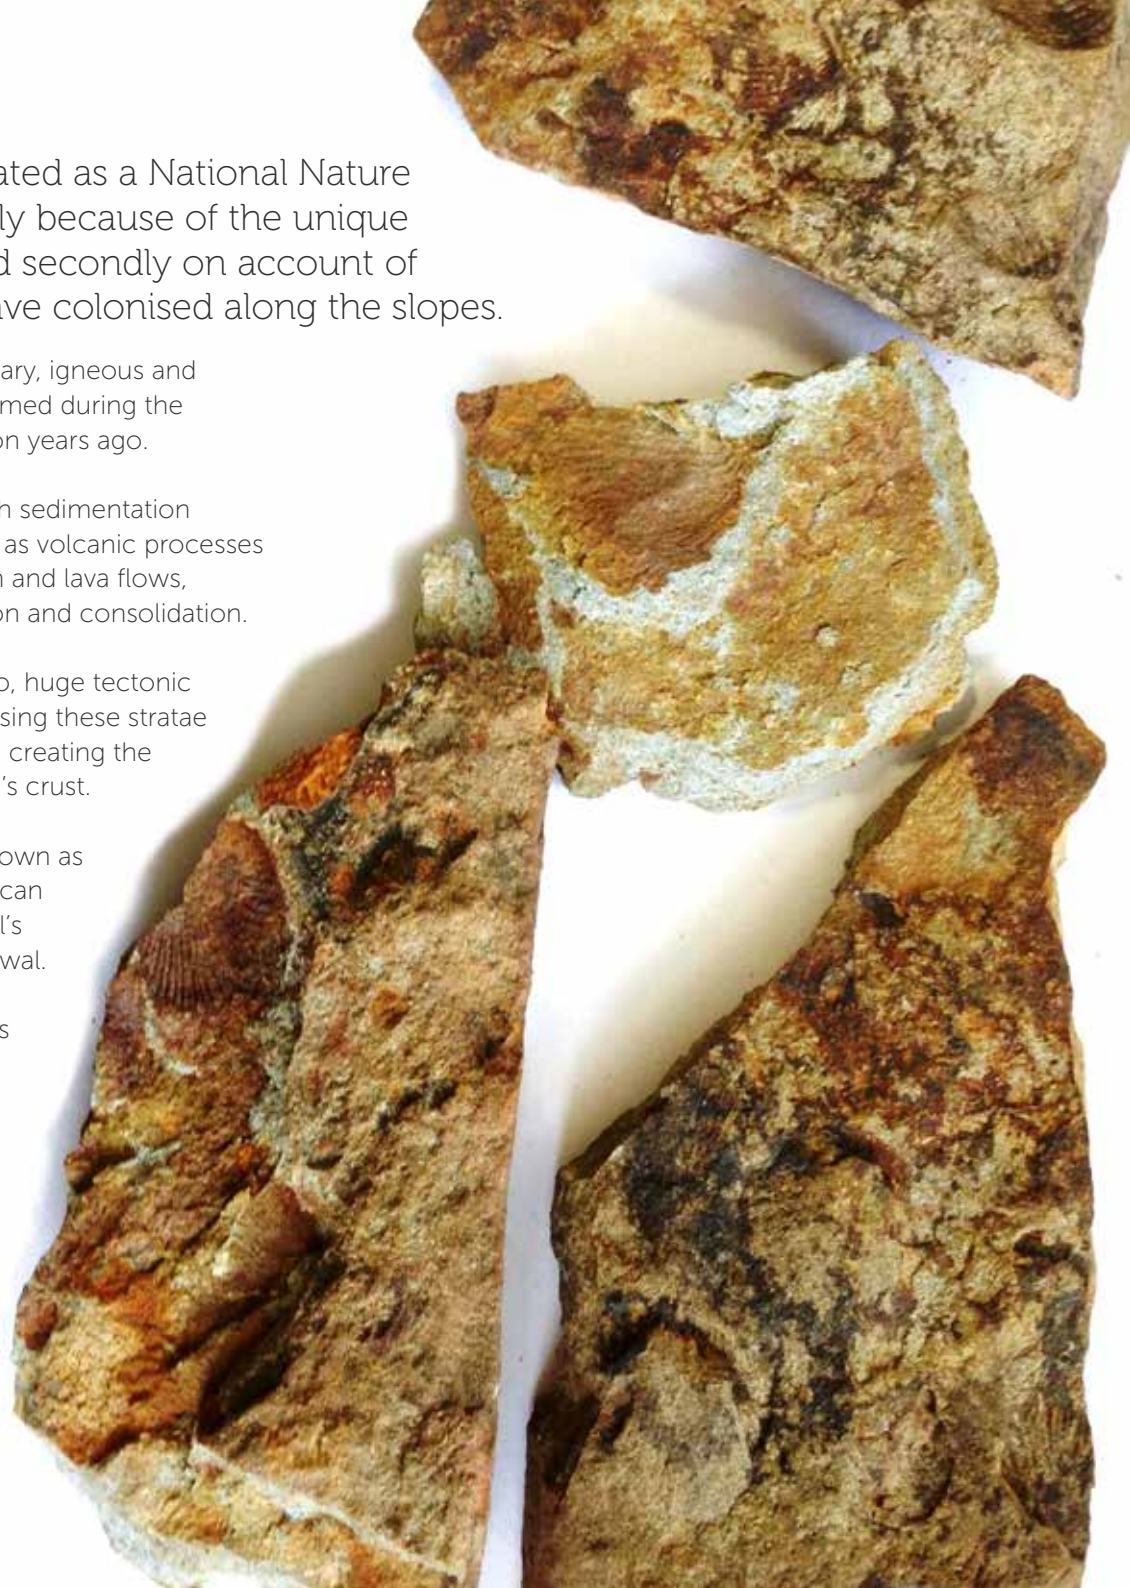 ated as a National Nature
ly because of the unique
d secondly on account of
ave colonised along the slopes.
ary, igneous and
med during the
on years ago.
h sedimentation
as volcanic processes
n and lava flows,
on and consolidation.
o, huge tectonic
sing these stratae
creating the
's crust.
own as
can
l's
wal.
s